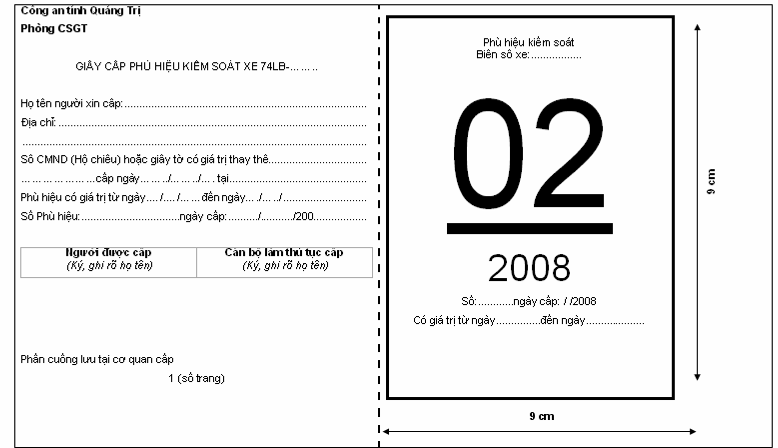 Công an tỉnh Quảng Trị
Phòng CSGT
GIẤY CẤP PHÙ HIỆU KIỂM SOÁT XE 74LB-... ... ..
Họ tên người xin cấp:..........................................................................
Địa chỉ:..............................................................................................
..........................................................................................................
Số CMND (Hộ chiếu) hoặc giấy tờ có giá trị thay thế..............................
... ... ... ... ... ... ... ...cấp ngày... ... ../... ... ../.... tại..........................................
Phù hiệu có giá trị từ ngày.... /..../.... ... đến ngày... .../... ../..........................
Số Phù hiệu:...............................ngày cấp:........../........../200.................
Người được cấp
(Ký, ghi rõ họ tên)
Cán bộ làm thủ tục cấp
(Ký, ghi rõ họ tên)
Phần cuống lưu tại cơ quan cấp
1 (số trang)
Phù hiệu kiểm soát
Biển số xe:................
02
2008
Số:...........ngày cấp: / /2008
Có giá trị từ ngày..............đến ngày...................
9 cm
9 cm